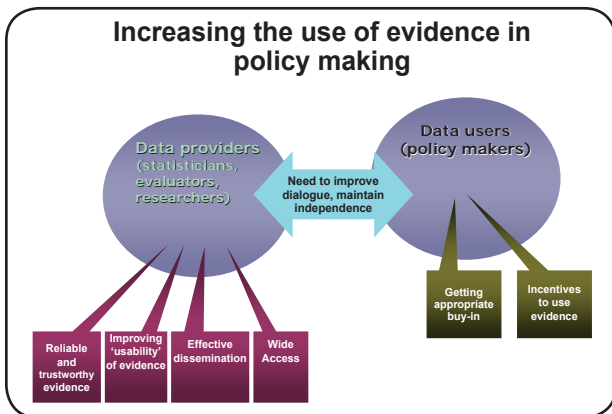 Increasing the use of evidence in
policy making
Data providers
(statisticians,
evaluators,
researchers)
Need to improve
dialogue, maintain
independence
Data users
(policy makers)
Reliable
and
trustworthy
evidence
Improving
‘usability’
of evidence
Effective
dissemination
Wide
Access
Getting
appropriate
buy-in
Incentives
to use
evidence